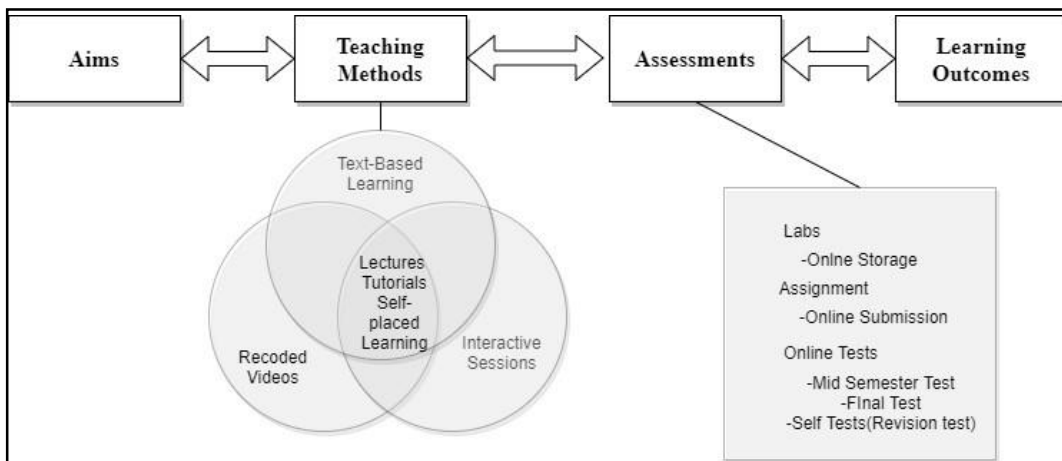 Aims
Teaching
Methods
Assessments
Learning
Outcomes
Text-Based
Learning
Lectures
Tutorials
Self-
placed
Learning
Recoded
Videos
Interactive
Sessions
Labs
-Onlne Storage
Assignment
-Online Submission
Online Tests
-Mid Semester Test
-FInal Test
-Self Tests(Revision test)